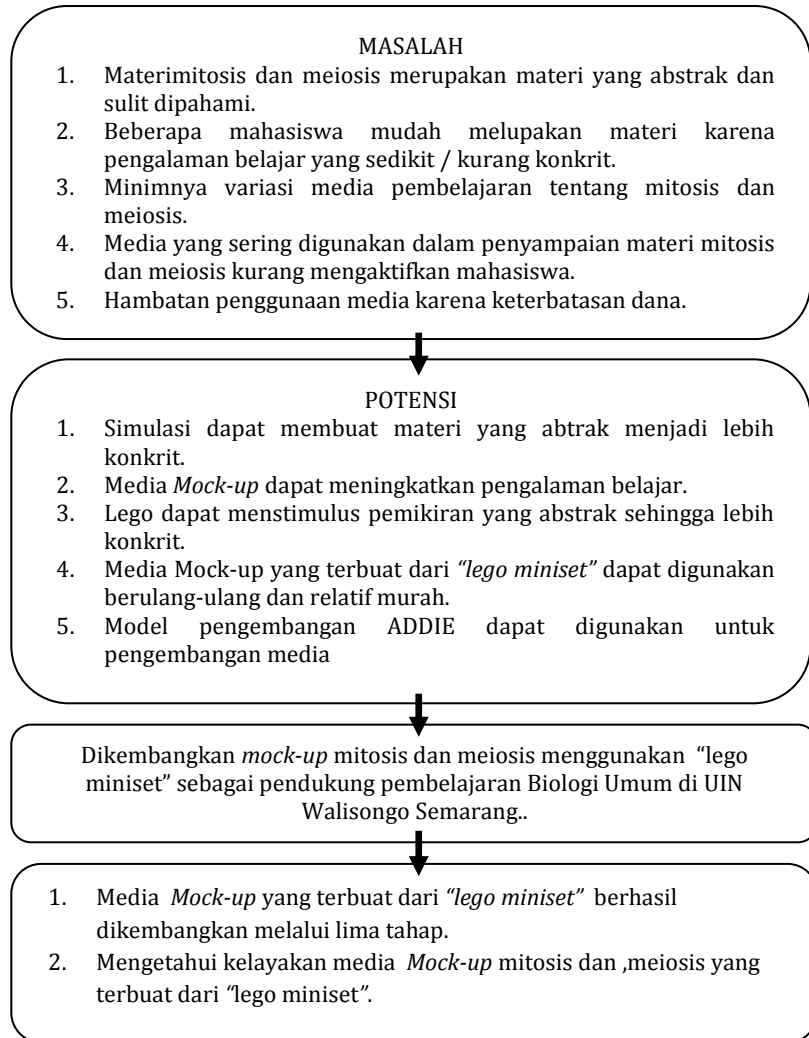 MASALAH
1. Materimitosis dan meiosis merupakan materi yang abstrak dan
sulit dipahami.
2. Beberapa mahasiswa mudah melupakan materi karena
pengalaman belajar yang sedikit / kurang konkrit.
3. Minimnya variasi media pembelajaran tentang mitosis dan
meiosis.
4. Media yang sering digunakan dalam penyampaian materi mitosis
dan meiosis kurang mengaktifkan mahasiswa.
5. Hambatan penggunaan media karena keterbatasan dana.
POTENSI
1. Simulasi dapat membuat materi yang abtrak menjadi lebih
konkrit.
2. Media Mock-up dapat meningkatkan pengalaman belajar.
3. Lego dapat menstimulus pemikiran yang abstrak sehingga lebih
konkrit.
4. Media Mock-up yang terbuat dari “lego miniset” dapat digunakan
berulang-ulang dan relatif murah.
5. Model pengembangan ADDIE dapat digunakan untuk
pengembangan media
Dikembangkan mock-up mitosis dan meiosis menggunakan “lego
miniset” sebagai pendukung pembelajaran Biologi Umum di UIN
Walisongo Semarang..
1. Media Mock-up yang terbuat dari “lego miniset” berhasil
dikembangkan melalui lima tahap.
2. Mengetahui kelayakan media Mock-up mitosis dan ,meiosis yang
terbuat dari “lego miniset”.